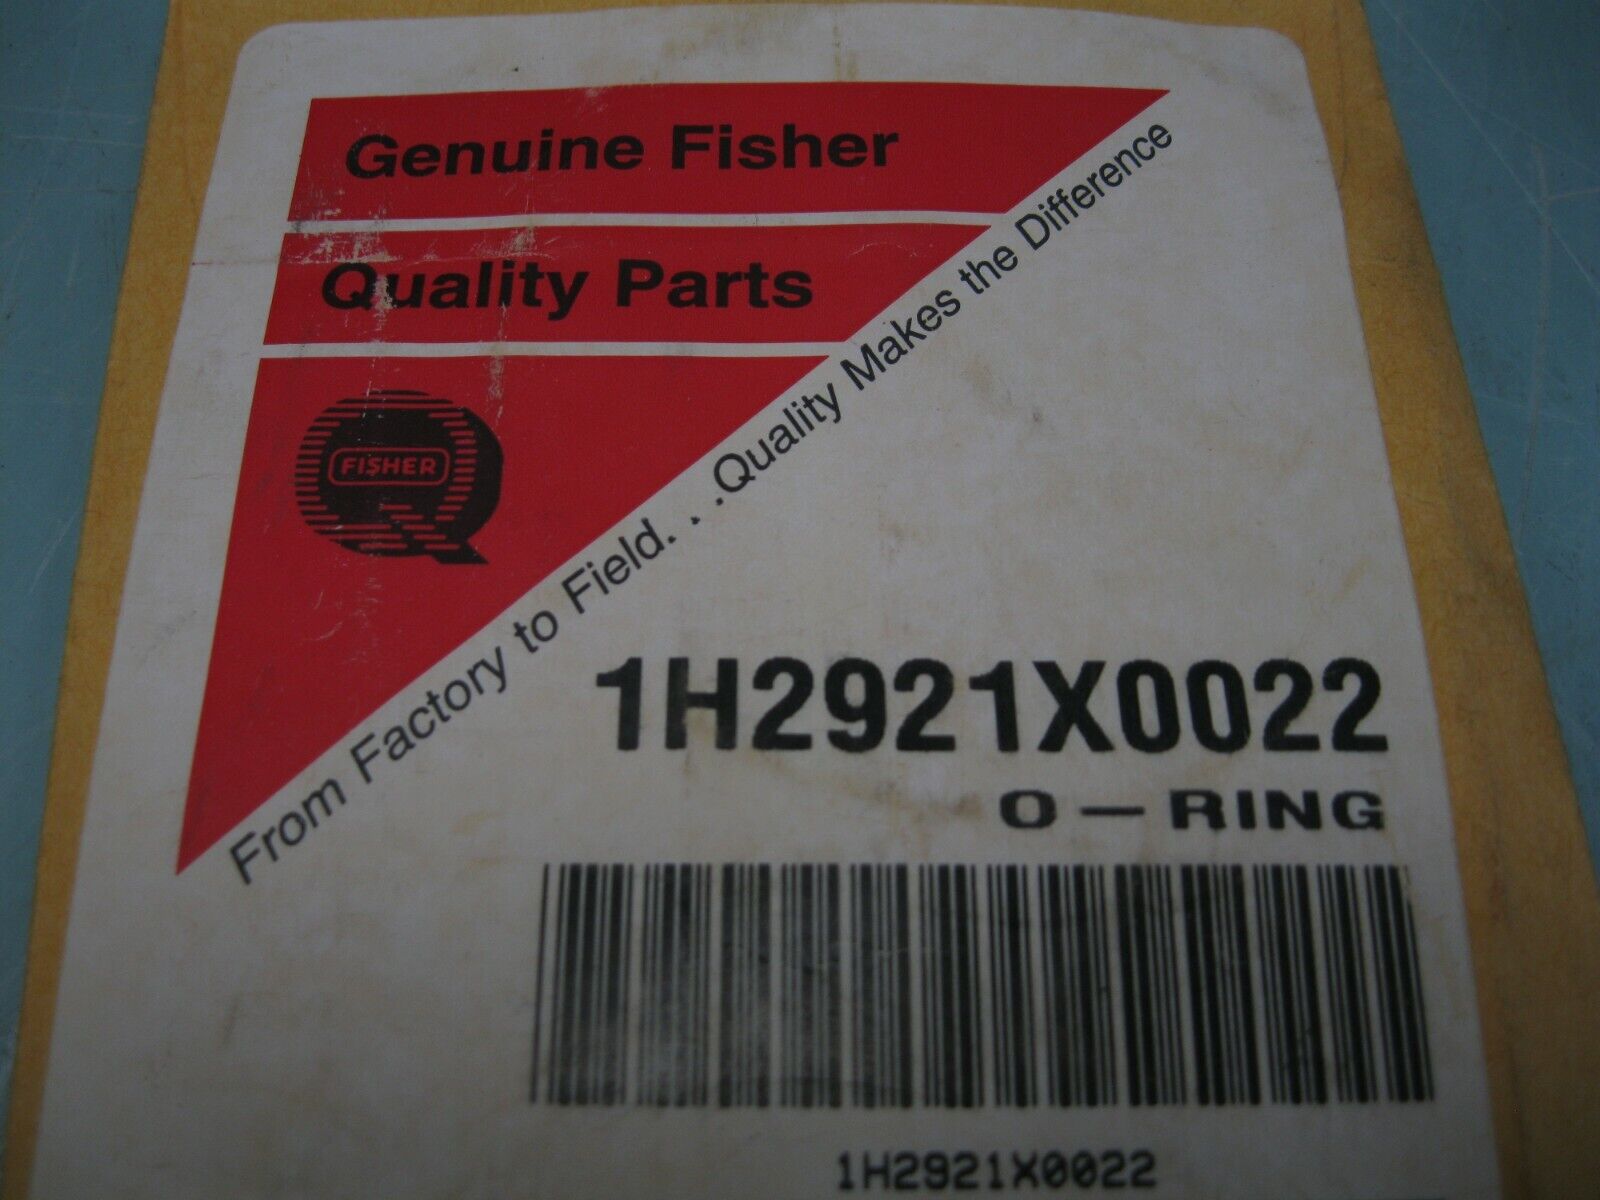 Genuine Fisher
Quality Parts
FISHER
From Factory to Field. . .Quality Makes the Difference
1H2921X0022
O-RING
1H2921X0022